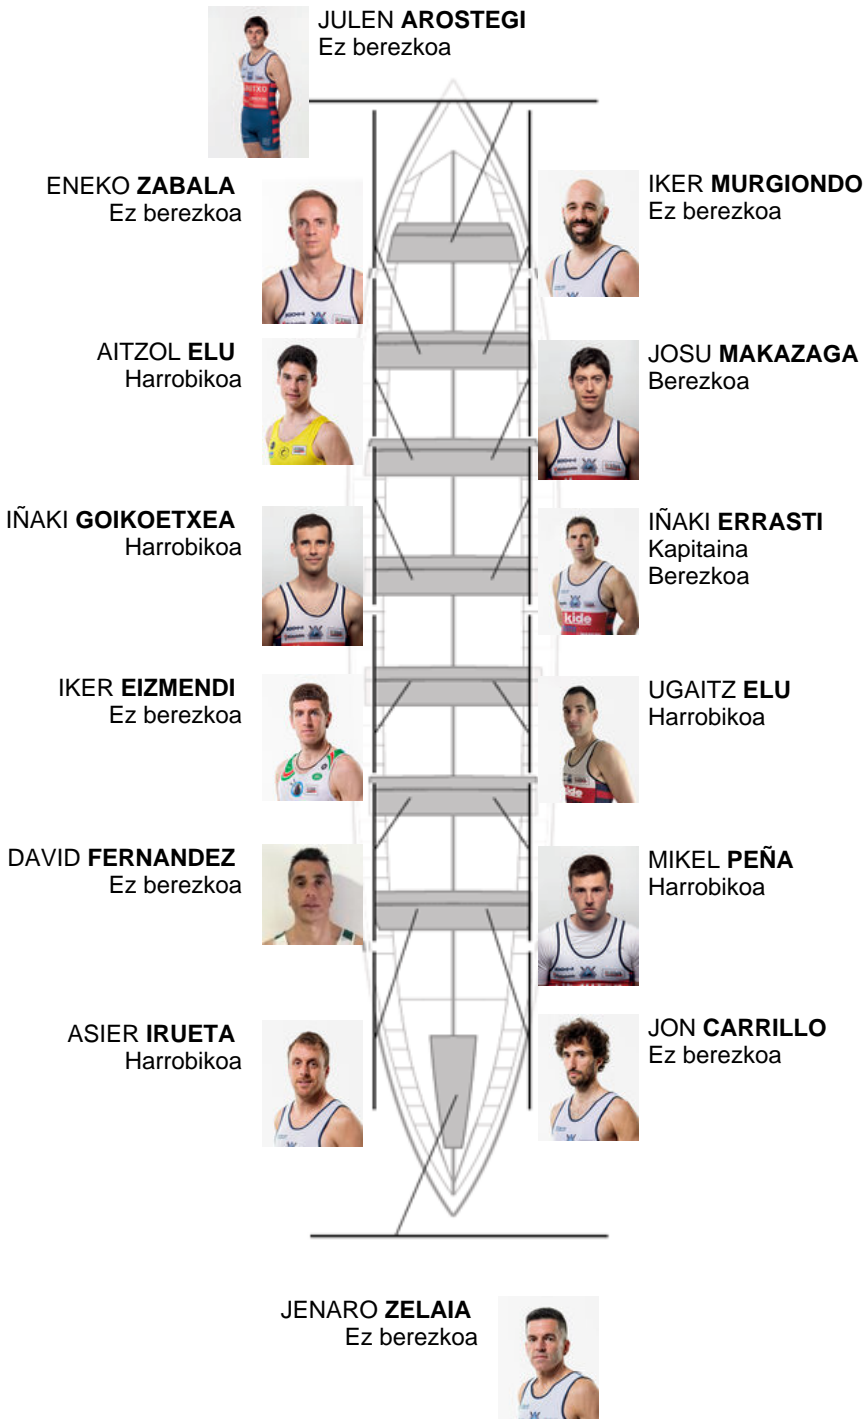 JULEN AROSTEGI
Ez berezkoa
ENEKO ZABALA
Ez berezkoa
IKER MURGIONDO
Ez berezkoa
AITZOL ELU
Harrobikoa
JOSU MAKAZAGA
Berezkoa
IÑAKI GOIKOETXEA
Harrobikoa
IÑAKI ERRASTI
Kapitaina
Berezkoa
kide
IKER EIZMENDI
Ez berezkoa
UGAITZ ELU
Harrobikoa
kide
DAVID FERNANDEZ
Ez berezkoa
MIKEL PEÑA
Harrobikoa
ASIER IRUETA
Harrobikoa
JON CARRILLO
Ez berezkoa
JENARO ZELAIA
Ez berezkoa